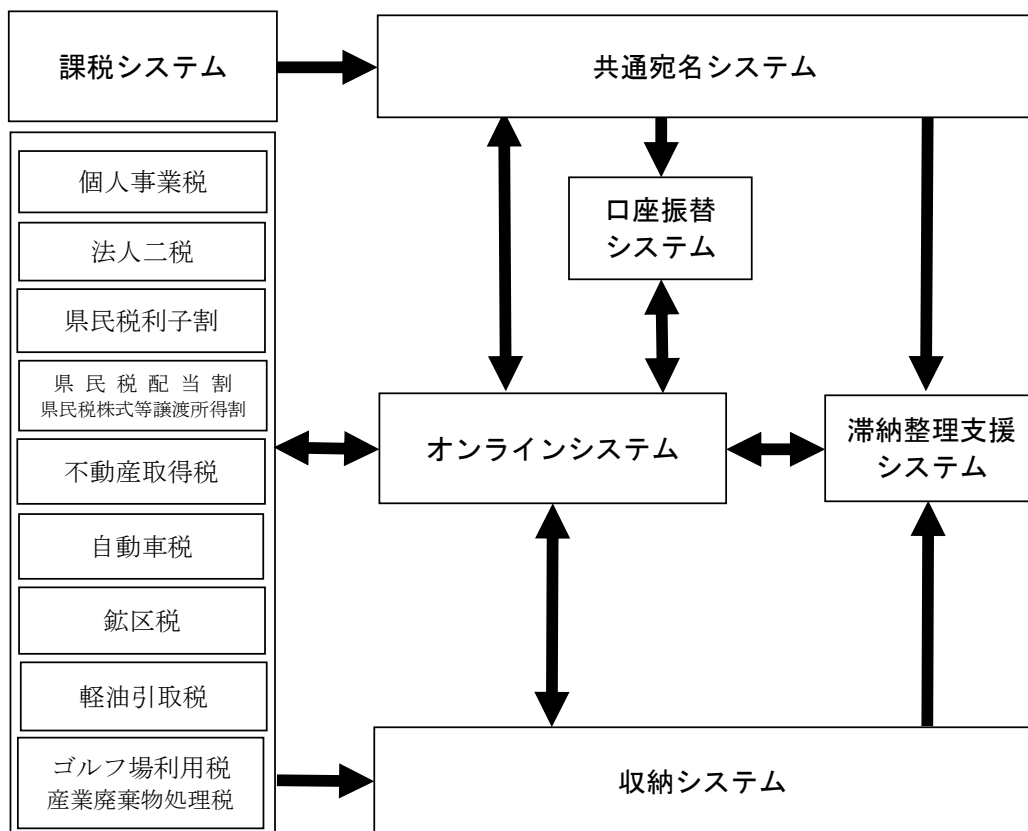 課税システム
共通宛名システム
個人事業税
法人二税
県民税利子割
県民税配当割
県民税株式等譲渡所得割
不動産取得税
自動車税
鉱区税
軽油引取税
ゴルフ場利用税
産業廃棄物処理税
口座振替
システム
オンラインシステム
滞納整理支援
システム
収納システム